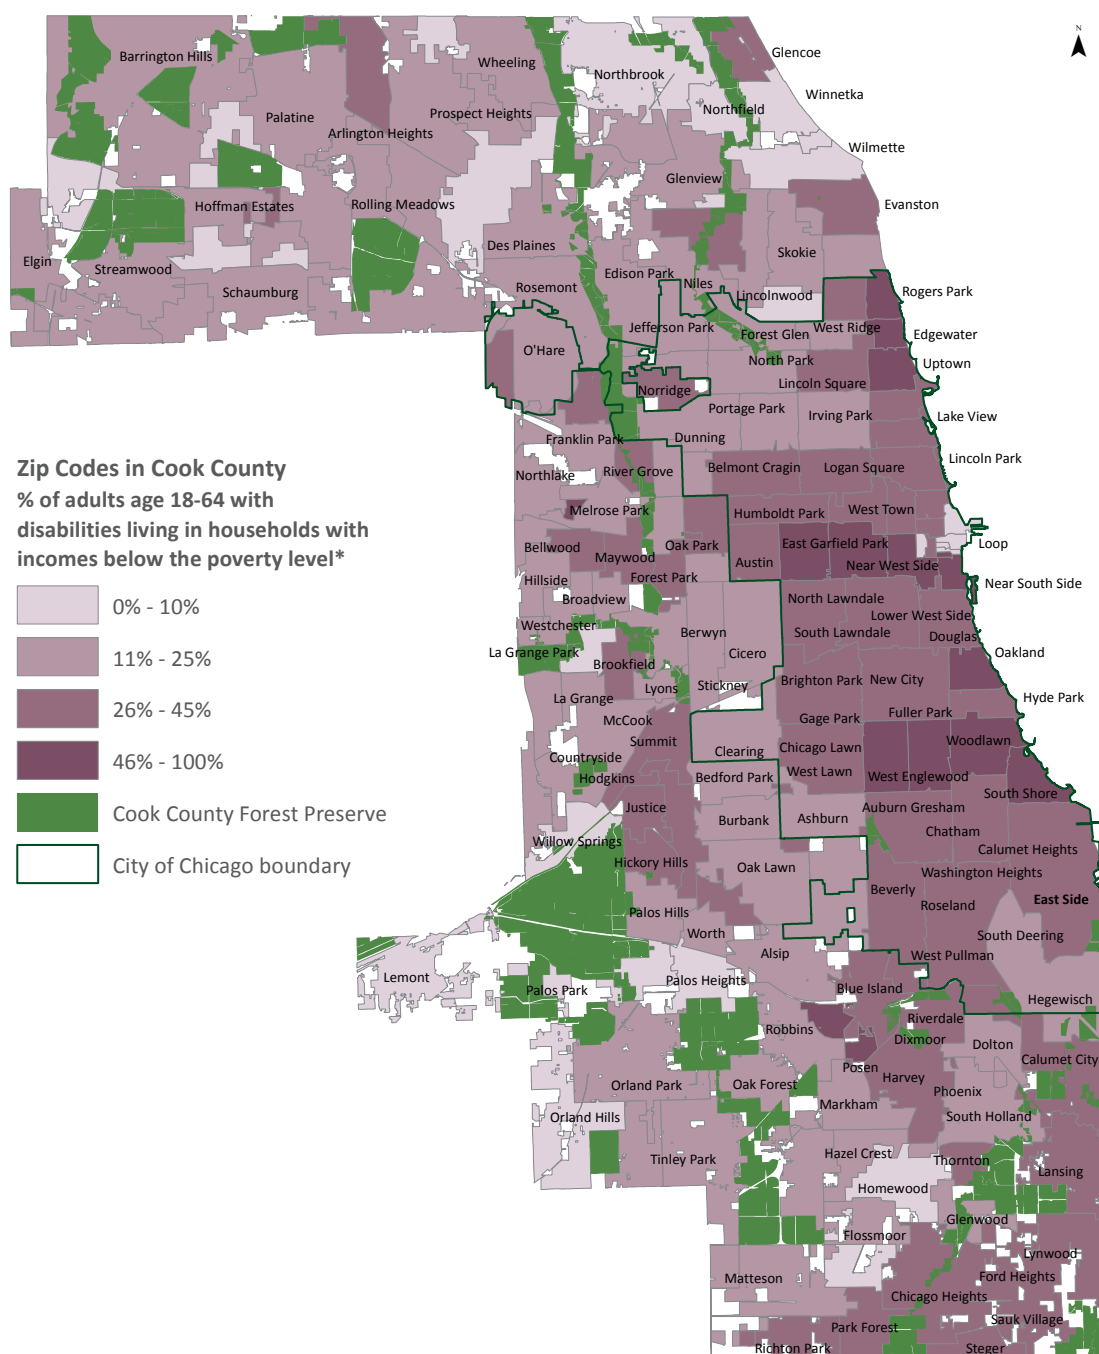 N
Glencoe
Barrington Hills
Wheeling
Northbrook
Winnetka
Northfield
Prospect Heights
Palatine
Arlington Heights
Wilmette
Glenview
Evanston
Hoffman Estates
Rolling Meadows
Des Plaines
Skokie
Elgin
Streamwood
Edison Park
Niles
Rosemont
Schaumburg
Lincolnwood
Rogers Park
Jefferson Park
Forest Glen
West Ridge
Edgewater
O'Hare
North Park
Uptown
Norridge
Lincoln Square
Portage Park
Irving Park
Lake View
Franklin Park
Dunning
Lincoln Park
Zip Codes in Cook County
% of adults age 18-64 with
disabilities living in households with
incomes below the poverty level*
0% - 10%
11% - 25%
26% - 45%
46% - 100%
Cook County Forest Preserve
City of Chicago boundary
Northlake
River Grove
Belmont Cragin
Logan Square
Melrose Park
Humboldt Park
West Town
Bellwood
Maywood
Oak Park
East Garfield Park
Loop
Austin
Near West Side
Hillside
Forest Park
Near South Side
Broadview
North Lawndale
Lower West Side
Westchester
Berwyn
South Lawndale
Douglas
La Grange Park
Brookfield
Cicero
Oakland
Lyons
Stickney
Brighton Park
New City
La Grange
Hyde Park
McCook
Gage Park
Fuller Park
Summit
Clearing
Chicago Lawn
Woodlawn
Countryside
Hodgkins
Bedford Park
West Lawn
West Englewood
South Shore
Justice
Burbank
Ashburn
Auburn Gresham
Chatham
Willow Springs
Calumet Heights
Hickory Hills
Oak Lawn
Washington Heights
Beverly
Roseland
East Side
Palos Hills
Worth
South Deering
Alsip
West Pullman
Lemont
Palos Park
Palos Heights
Blue Island
Hegewisch
Robbins
Riverdale
Dixmoor
Dolton
Calumet City
Posen
Harvey
Orland Park
Oak Forest
Phoenix
Markham
Orland Hills
South Holland
Tinley Park
Hazel Crest
Thornton
Lansing
Homewood
Glenwood
Flossmoor
Lynwood
Matteson
Ford Heights
Chicago Heights
Park Forest
Sauk Village
Richton Park
Steger